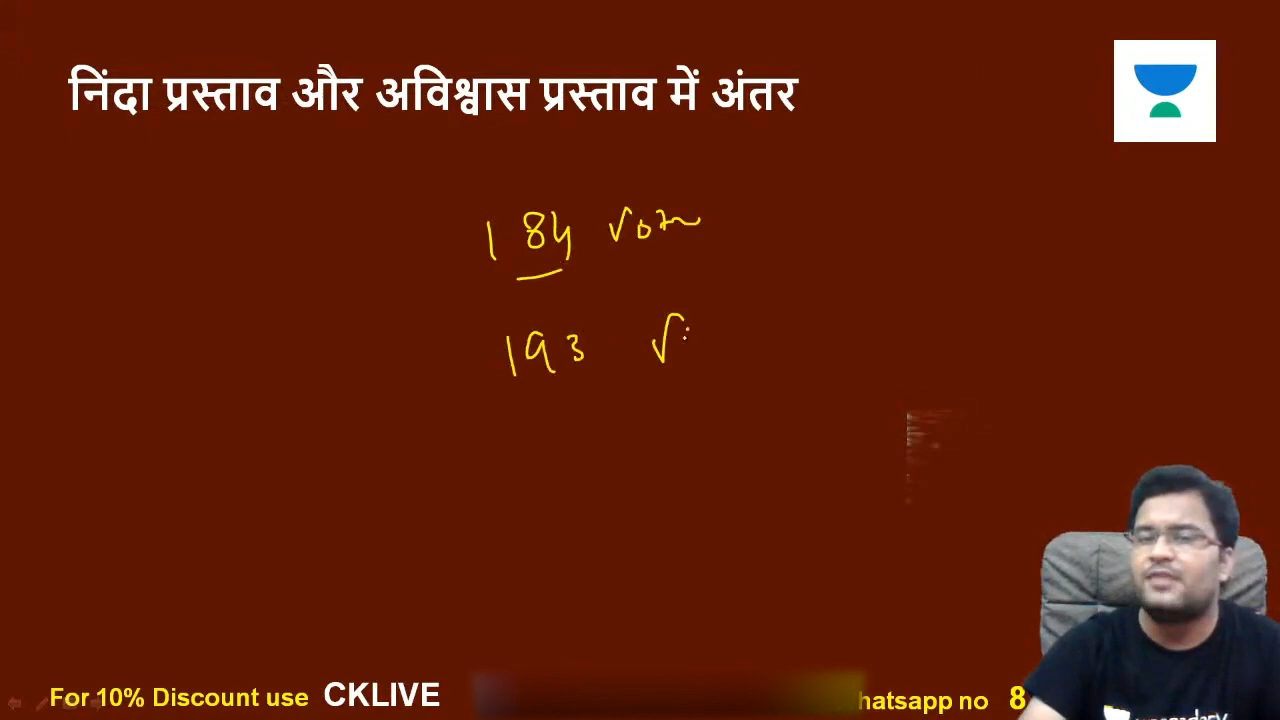 निंदा प्रस्ताव और अविश्वास प्रस्ताव में अंतर
184 vote
193
For 10% Discount use CKLIVE
hatsapp no 8